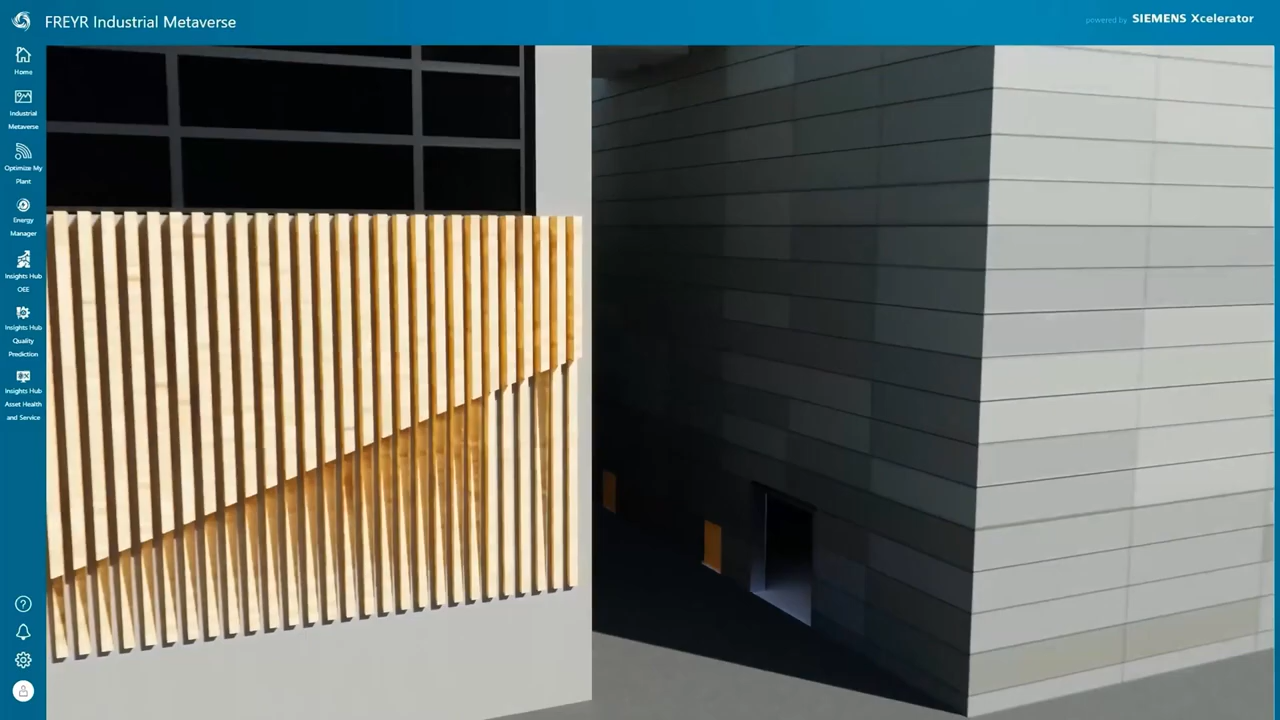 FREYR Industrial Metaverse
powered by SIEMENS Xcelerator
Home
Industrial
Metaverse
Optimize My
Plant
Energy
Manager
Insights Hub
OEE
Insights Hub
Quality
Prediction
Insights Hub
Asset Health
and Service